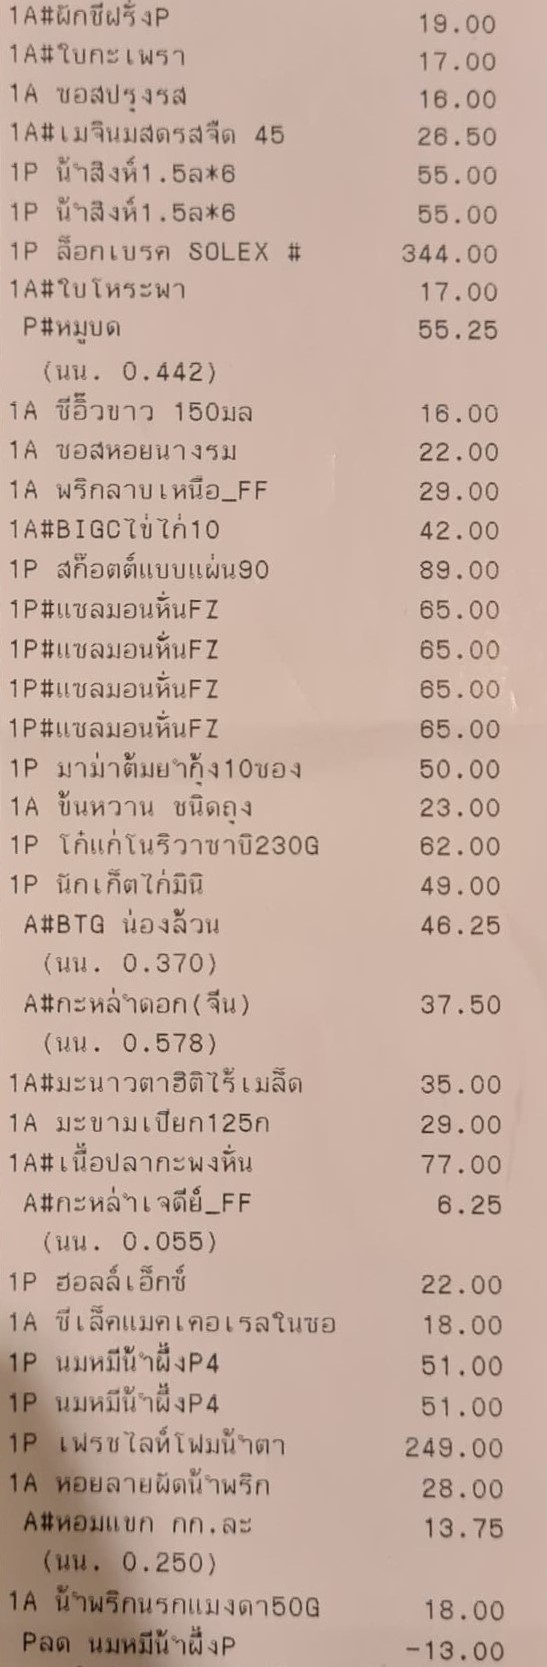 1A#ผักชีฝรั่งP 19.00
1A#ใบกะเพรา 17.00
1A ซอสปรุงรส 16.00
1A#เมจินมสดรสจืด 45 26.50
1P น้ำสิงห์1.5ล*6 55.00
1P น้ำสิงห์1.5ล*6 55.00
1P ล็อกเบรค SOLEX # 344.00
1A#ใบโหระพา 17.00
P#หมูบด 55.25
(นน. 0.442)
1A ซีอิ๊วขาว 150มล 16.00
1A ซอสหอยนางรม 22.00
1A พริกลาบเหนือ_FF 29.00
1A#BIGCไข่ไก่10 42.00
1P สก๊อตต์แบบแผ่น90 89.00
1P#แซลมอนหั่นFZ 65.00
1P#แซลมอนหั่นFZ 65.00
1P#แซลมอนหั่นFZ 65.00
1P#แซลมอนหั่นFZ 65.00
1P มาม่าต้มยำกุ้ง10ซอง 50.00
1A ข้นหวาน ชนิดถุง 23.00
1P โก๋แก่โนริวาซาบิ230G 62.00
1P นักเก็ตไก่มินิ 49.00
A#BTG น่องล้วน 46.25
(นน. 0.370)
A#กะหล่ำดอก(จีน) 37.50
(นน. 0.578)
1A#มะนาวตาฮิติไร้เมล็ด 35.00
1A มะขามเปียก125ก 29.00
1A#เนื้อปลากะพงหั่น 77.00
A#กะหล่ำเจดีย์_FF 6.25
(นน. 0.055)
1P ฮอลล์เอ็กซ์ 22.00
1A ซีเล็คแมคเคอเรลในซอ 18.00
1P นมหมีน้ำผึ้งP4 51.00
1P นมหมีน้ำผึ้งP4 51.00
1P เฟรชไลท์โฟมน้ำตา 249.00
1A หอยลายผัดน้ำพริก 28.00
A#หอมแขก กก.ละ 13.75
(นน. 0.250)
1A น้ำพริกนรกแมงดา50G 18.00
Pลด นมหมีน้ำผึ้งP -13.00